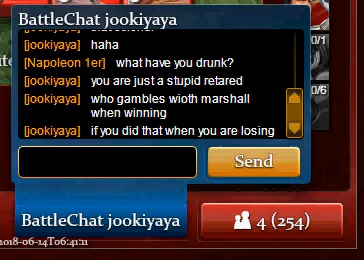 BattleChat jookiyaya
[jookiyaya] haha
[Napoleon 1er] what have you drunk?
[jookiyaya] you are just a stupid retared
[jookiyaya] who gambles wioth marshall
when winning
[jookiyaya] if you did that when you are losing
Send
BattleChat jookiyaya
4 (254)
2018-06-14T06:41:11